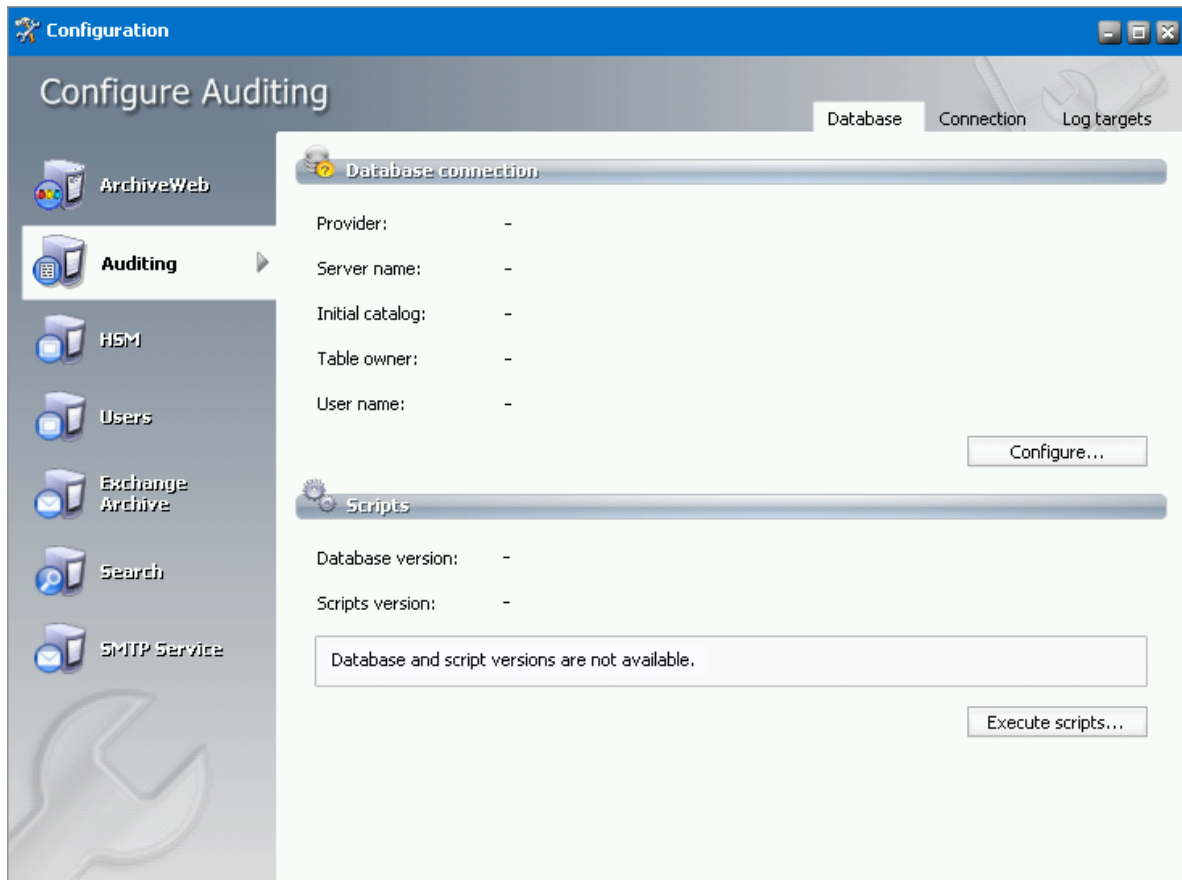 Configuration
Configure Auditing
Database Connection Log targets
ArchiveWeb
Auditing
HSM
Users
Exchange
Archive
Search
SMTP Service
Database connection
Provider: -
Server name: -
Initial catalog: -
Table owner: -
User name: -
Configure...
Scripts
Database version: -
Scripts version: -
Database and script versions are not available.
Execute scripts...